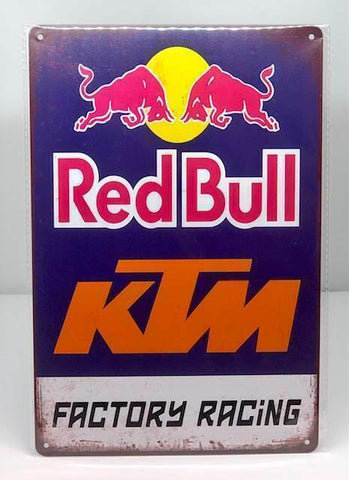 Red Bull
KTM
FACTORY RACiNG